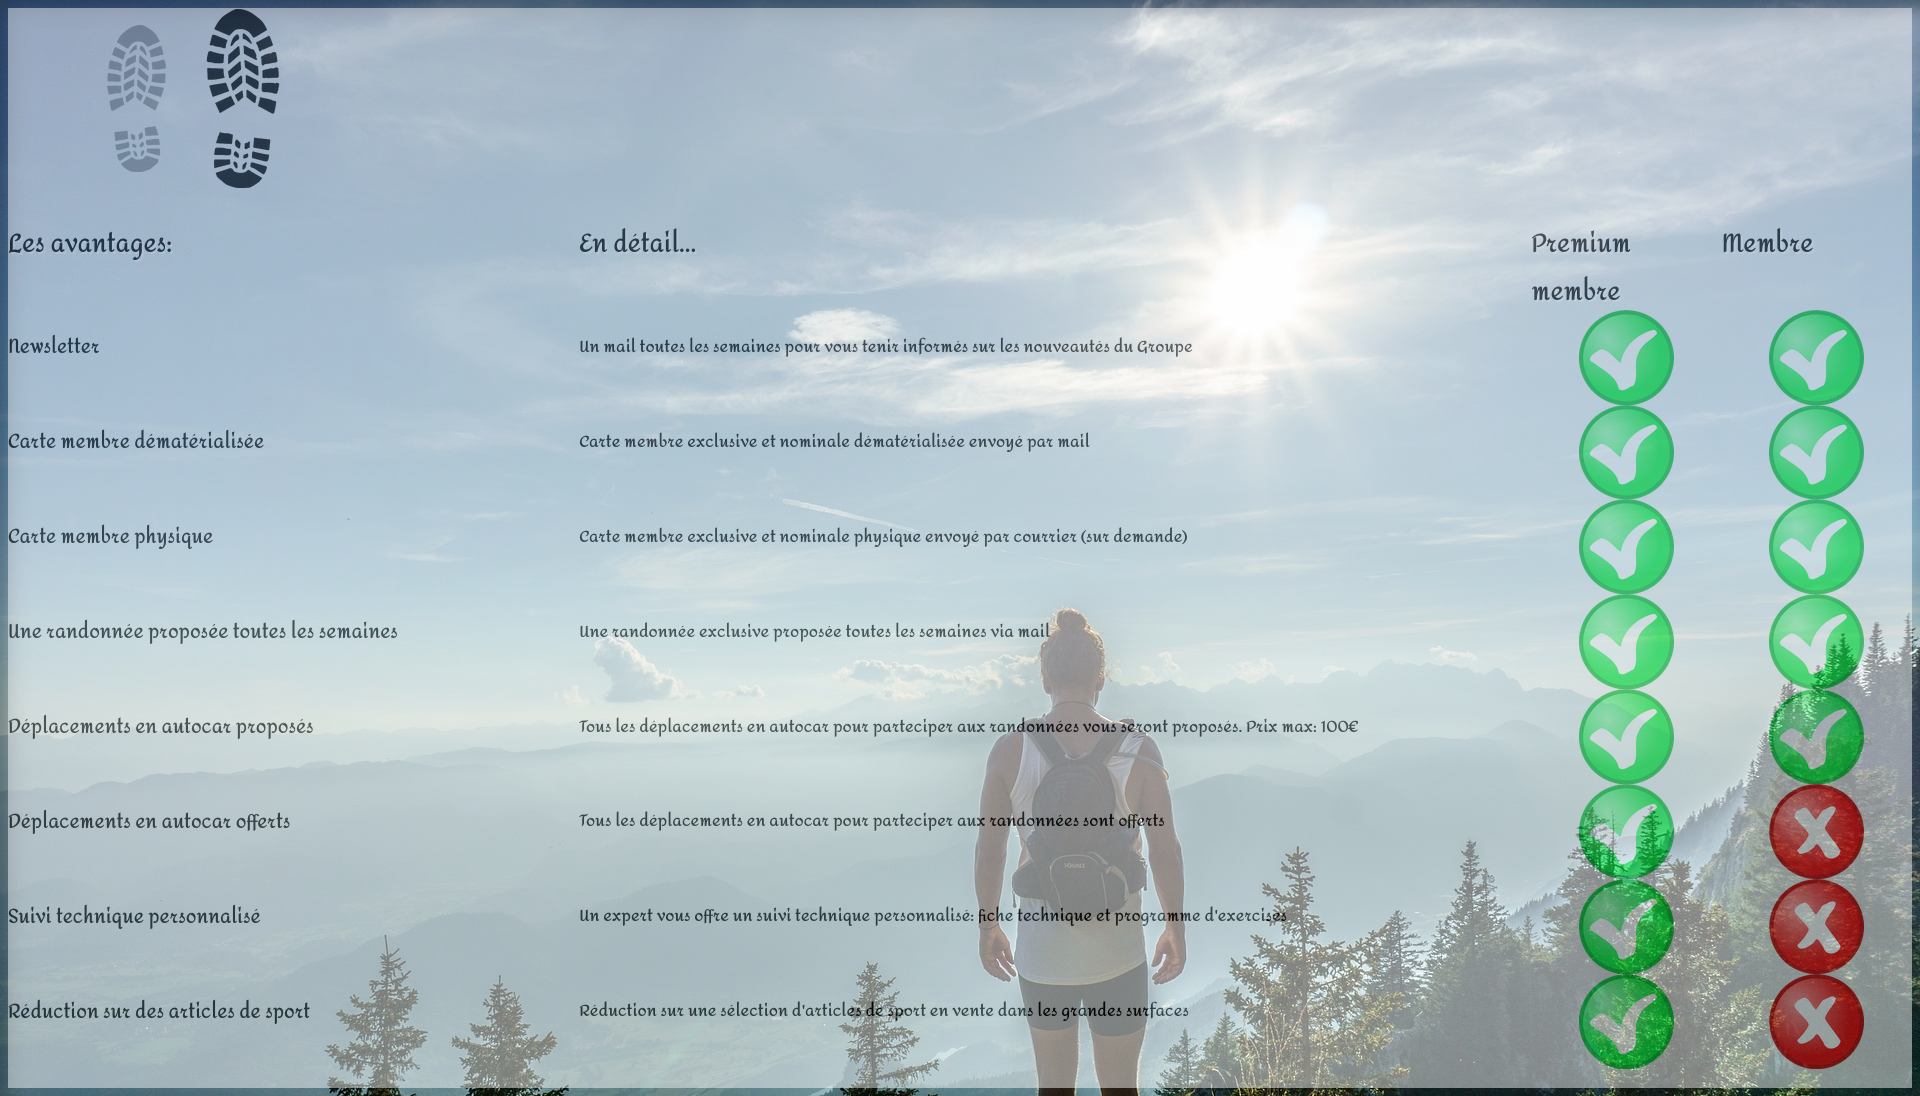 Les avantages:
En détail...
Premium
membre
Membre
Newsletter
Un mail toutes les semaines pour vous tenir informés sur les nouveautés du Groupe
Carte membre dématérialisée
Carte membre exclusive et nominale dématérialisée envoyé par mail
Carte membre physique
Carte membre exclusive et nominale physique envoyé par courrier (sur demande)
Une randonnée proposée toutes les semaines
Une randonnée exclusive proposée toutes les semaines via mail
Déplacements en autocar proposés
Tous les déplacements en autocar pour parteciper aux randonnées vous seront proposés. Prix max: 100€
Déplacements en autocar offerts
Tous les déplacements en autocar pour parteciper aux randonnées sont offerts
Suivi technique personnalisé
Un expert vous offre un suivi technique personnalisé: fiche technique et programme d'exercises
Réduction sur des articles de sport
Réduction sur une sélection d'articles de sport en vente dans les grandes surfaces